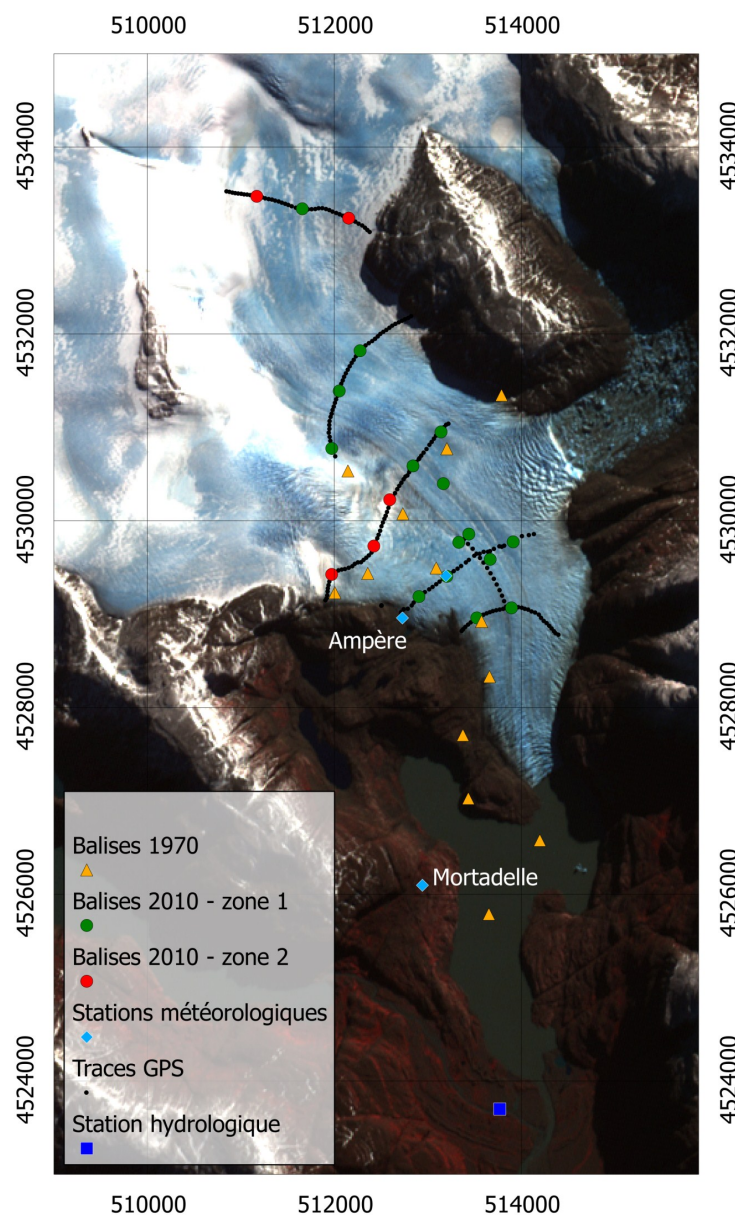 510000 512000 514000
4534000 4534000
4532000 4532000
4530000 4530000
Ampère
4528000 4528000
Balises 1970
Mortadelle
4526000 4526000
Balises 2010 - zone 1
Balises 2010 - zone 2
Stations météorologiques
Traces GPS
4524000 4524000
Station hydrologique
510000 512000 514000